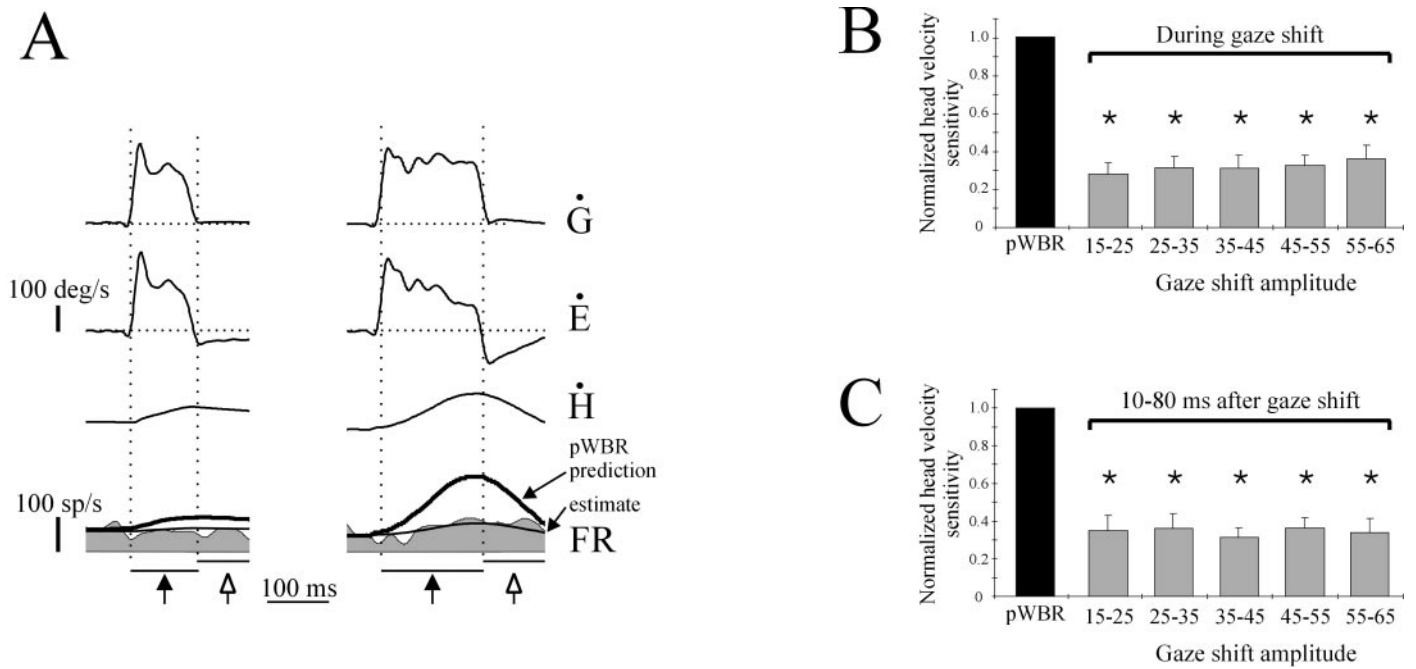 A
100 deg/s
Ġ
Ė
Ḣ
pWBR
prediction
estimate
100 sp/s
FR
100 ms
B
Normalized head velocity
sensitivity
1.0
1.0
0.8
0.6
0.4
0.2
0
During gaze shift
* * * * *
pWBR 15-25 25-35 35-45 45-55 55-65
Gaze shift amplitude
C
Normalized head velocity
sensitivity
1.0
0.8
0.6
0.4
0.2
0
10-80 ms after gaze shift
* * * * *
pWBR 15-25 25-35 35-45 45-55 55-65
Gaze shift amplitude